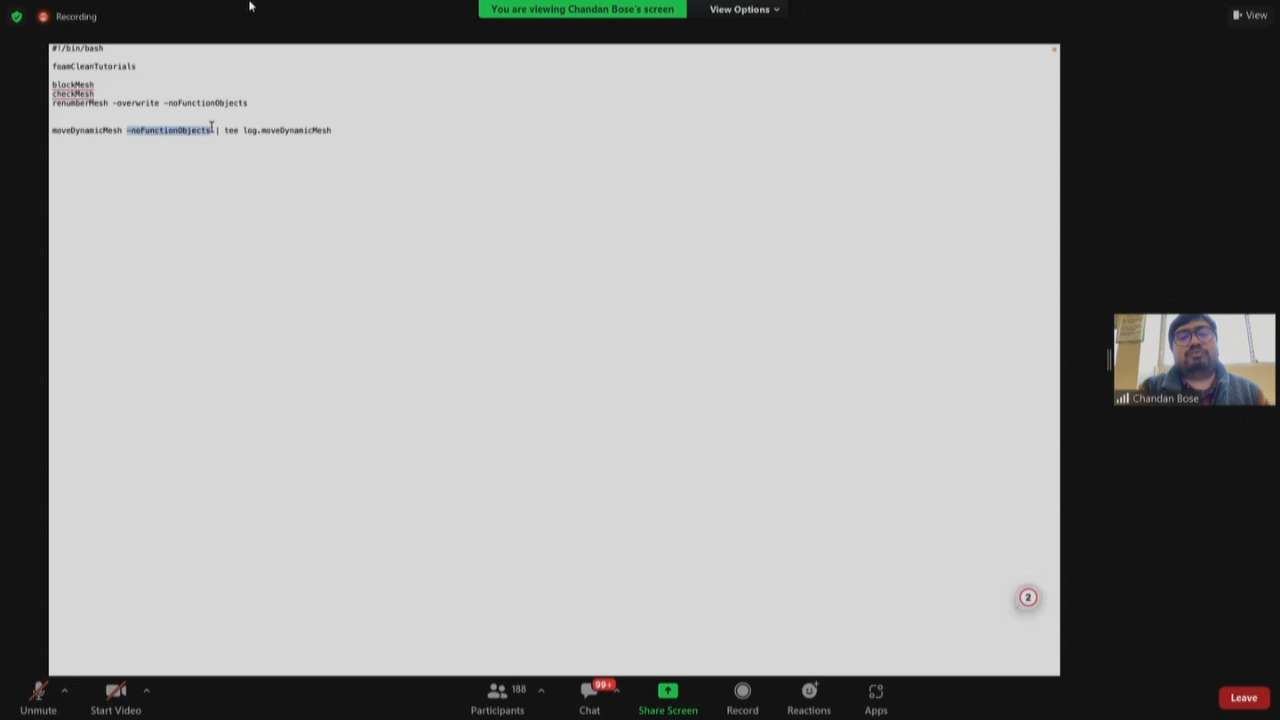 Recording
You are viewing Chandan Bose's screen
View Options
View
#!/bin/bash
foamCleanTutorials
blockMesh
checkMesh
renumberMesh -overwrite -noFunctionObjects
moveDynamicMesh -noFunctionObjects | tee log.moveDynamicMesh
Chandan Bose
2
Unmute
Start Video
188
Participants
99+
Chat
Share Screen
Record
Reactions
Apps
Leave